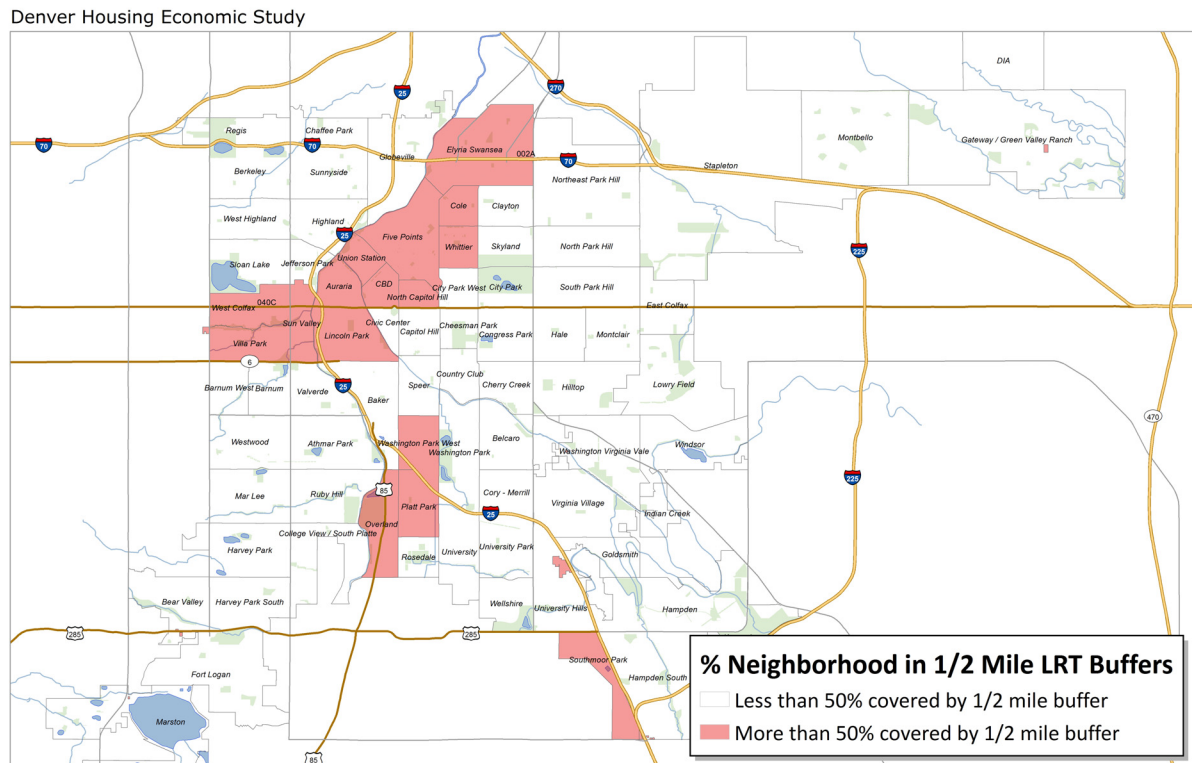 Denver Housing Economic Study
DIA
25
270
Regis
Chaffee Park
Montbello
Gateway / Green Valley Ranch
70
70
Globeville
Elyria Swansea
002A
70
Stapleton
Berkeley
Sunnyside
Northeast Park Hill
Cole
Clayton
West Highland
Highland
25
Five Points
Whittier
Skyland
North Park Hill
225
Sloan Lake
Jefferson Park
Union Station
Auraria
CBD
City Park West
City Park
South Park Hill
North Capitol Hill
West Colfax
040C
East Colfax
Sun Valley
Civic Center
Cheesman Park
Lincoln Park
Capitol Hill
Congress Park
Hale
Montclair
Villa Park
6
Country Club
Barnum West
Barnum
Valverde
25
Speer
Cherry Creek
Hilltop
Lowry Field
Baker
470
Westwood
Athmar Park
Washington Park West
Washington Park
Belcaro
Washington Virginia Vale
Windsor
225
Mar Lee
Ruby Hill
85
Cory - Merrill
Platt Park
Virginia Village
25
Indian Creek
Overland
College View / South Platte
Harvey Park
Rosedale
University
University Park
Goldsmith
Bear Valley
Harvey Park South
Wellshire
University Hills
Hampden
285
285
Southmoor Park
Fort Logan
Hampden South
Marston
85
% Neighborhood in 1/2 Mile LRT Buffers
Less than 50% covered by 1/2 mile buffer
More than 50% covered by 1/2 mile buffer